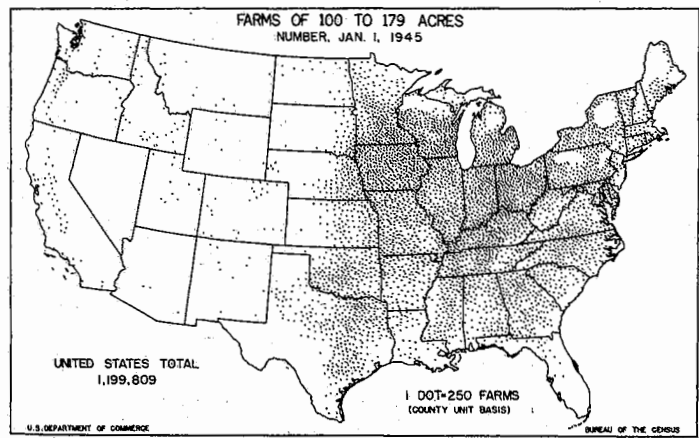 FARMS OF 100 TO 179 ACRES
NUMBER, JAN. 1, 1945
UNITED STATES TOTAL
1,199,809
1 DOT=250 FARMS
(COUNTY UNIT BASIS)
U.S. DEPARTMENT OF COMMERCE
BUREAU OF THE CENSUS